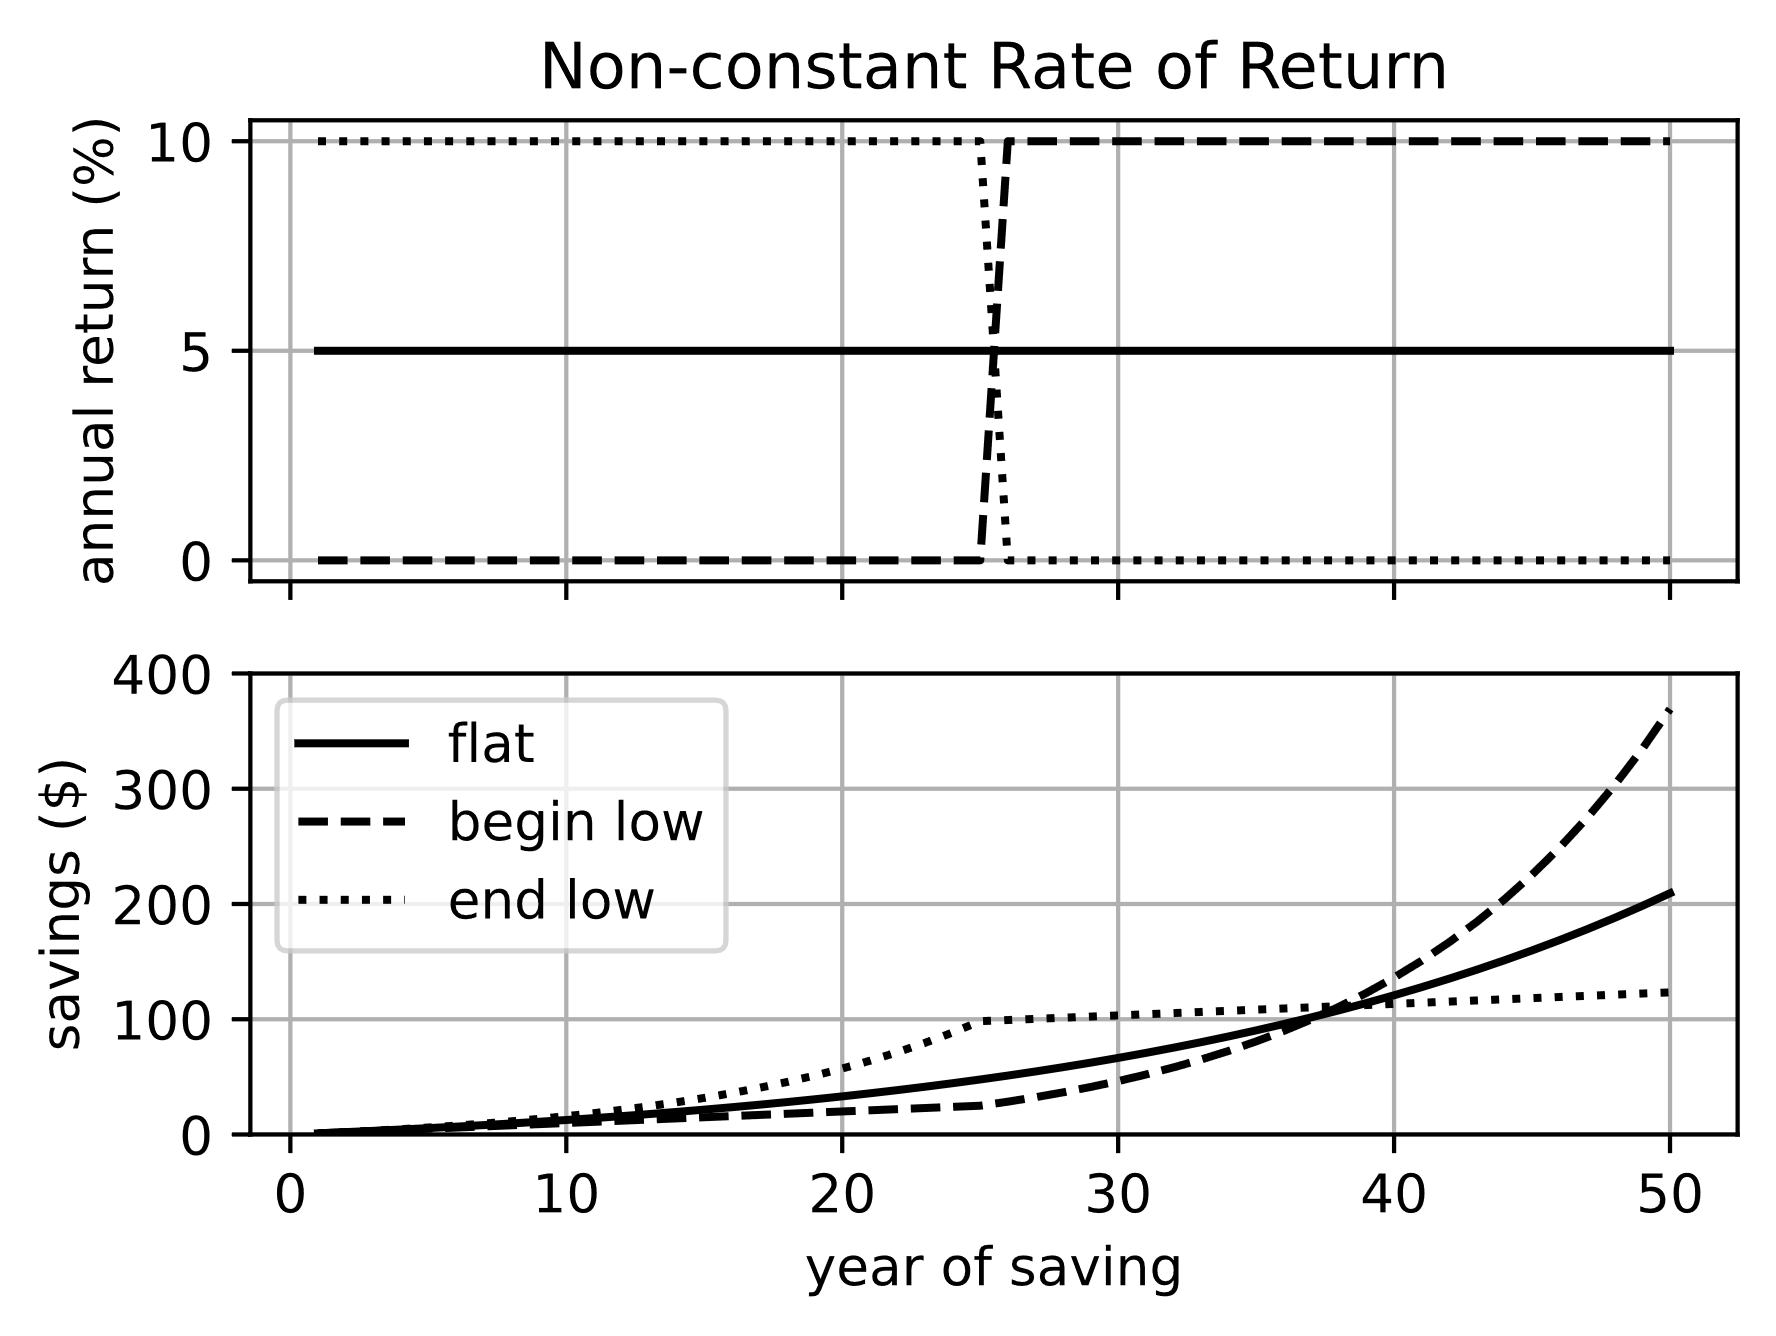 Non-constant Rate of Return
annual return (%)
10
5
0
savings ($)
400
300
200
100
0
flat
begin low
end low
0 10 20 30 40 50
year of saving